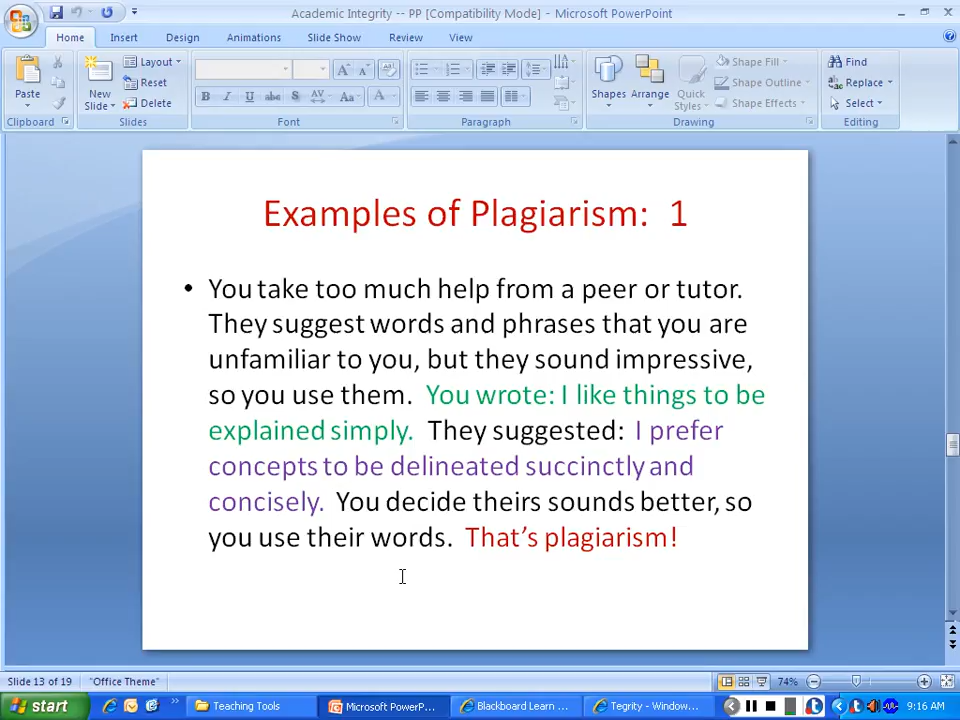 Academic Integrity -- PP [Compatibility Mode] - Microsoft PowerPoint
Home Insert Design Animations Slide Show Review View
Paste
New Slide
Layout
Reset
Delete
Shapes
Arrange
Quick Styles
Shape Fill
Shape Outline
Shape Effects
Find
Replace
Select
Clipboard Slides Font Paragraph Drawing Editing
Examples of Plagiarism: 1
• You take too much help from a peer or tutor.
They suggest words and phrases that you are
unfamiliar to you, but they sound impressive,
so you use them. You wrote: I like things to be
explained simply. They suggested: I prefer
concepts to be delineated succinctly and
concisely. You decide theirs sounds better, so
you use their words. That's plagiarism!
Slide 13 of 19 "Office Theme" 74%
start Teaching Tools Microsoft PowerP... Blackboard Learn ... Tegrity - Window... 9:16 AM